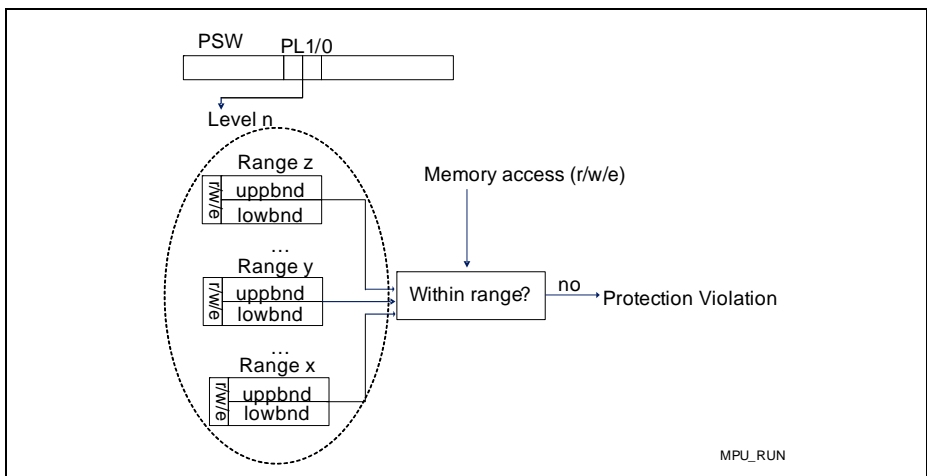 PSW PL1/0
Level n
Range z
r/w/e uppbnd
lowbnd
Memory access (r/w/e)
...
Range y
r/w/e uppbnd
lowbnd
Within range? no Protection Violation
...
Range x
r/w/e uppbnd
lowbnd
MPU_RUN